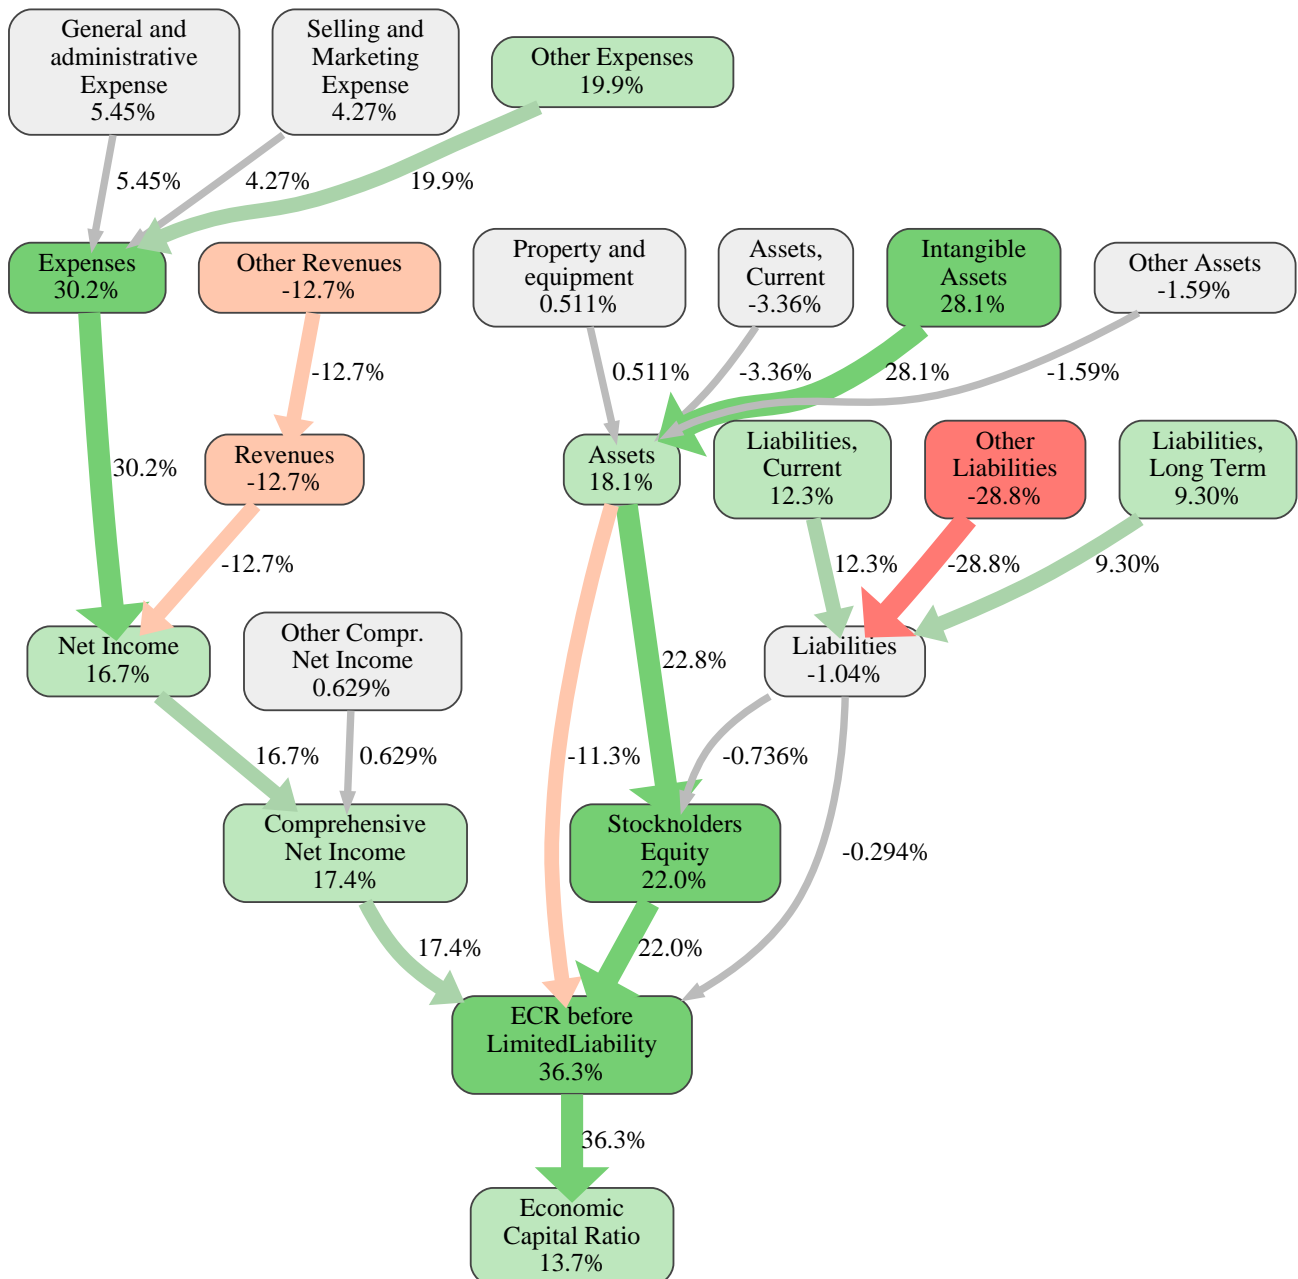 General and
administrative
Expense
5.45%
Selling and
Marketing
Expense
4.27%
Other Expenses
19.9%
5.45%
4.27%
19.9%
Expenses
30.2%
Other Revenues
-12.7%
Property and
equipment
0.511%
Assets,
Current
-3.36%
Intangible
Assets
28.1%
Other Assets
-1.59%
-12.7%
0.511%
-3.36%
28.1%
-1.59%
30.2%
Revenues
-12.7%
Assets
18.1%
Liabilities,
Current
12.3%
Other
Liabilities
-28.8%
Liabilities,
Long Term
9.30%
-12.7%
12.3%
-28.8%
9.30%
Net Income
16.7%
Other Compr.
Net Income
0.629%
22.8%
Liabilities
-1.04%
16.7%
0.629%
-11.3%
-0.736%
Comprehensive
Net Income
17.4%
Stockholders
Equity
22.0%
-0.294%
17.4%
22.0%
ECR before
LimitedLiability
36.3%
36.3%
Economic
Capital Ratio
13.7%